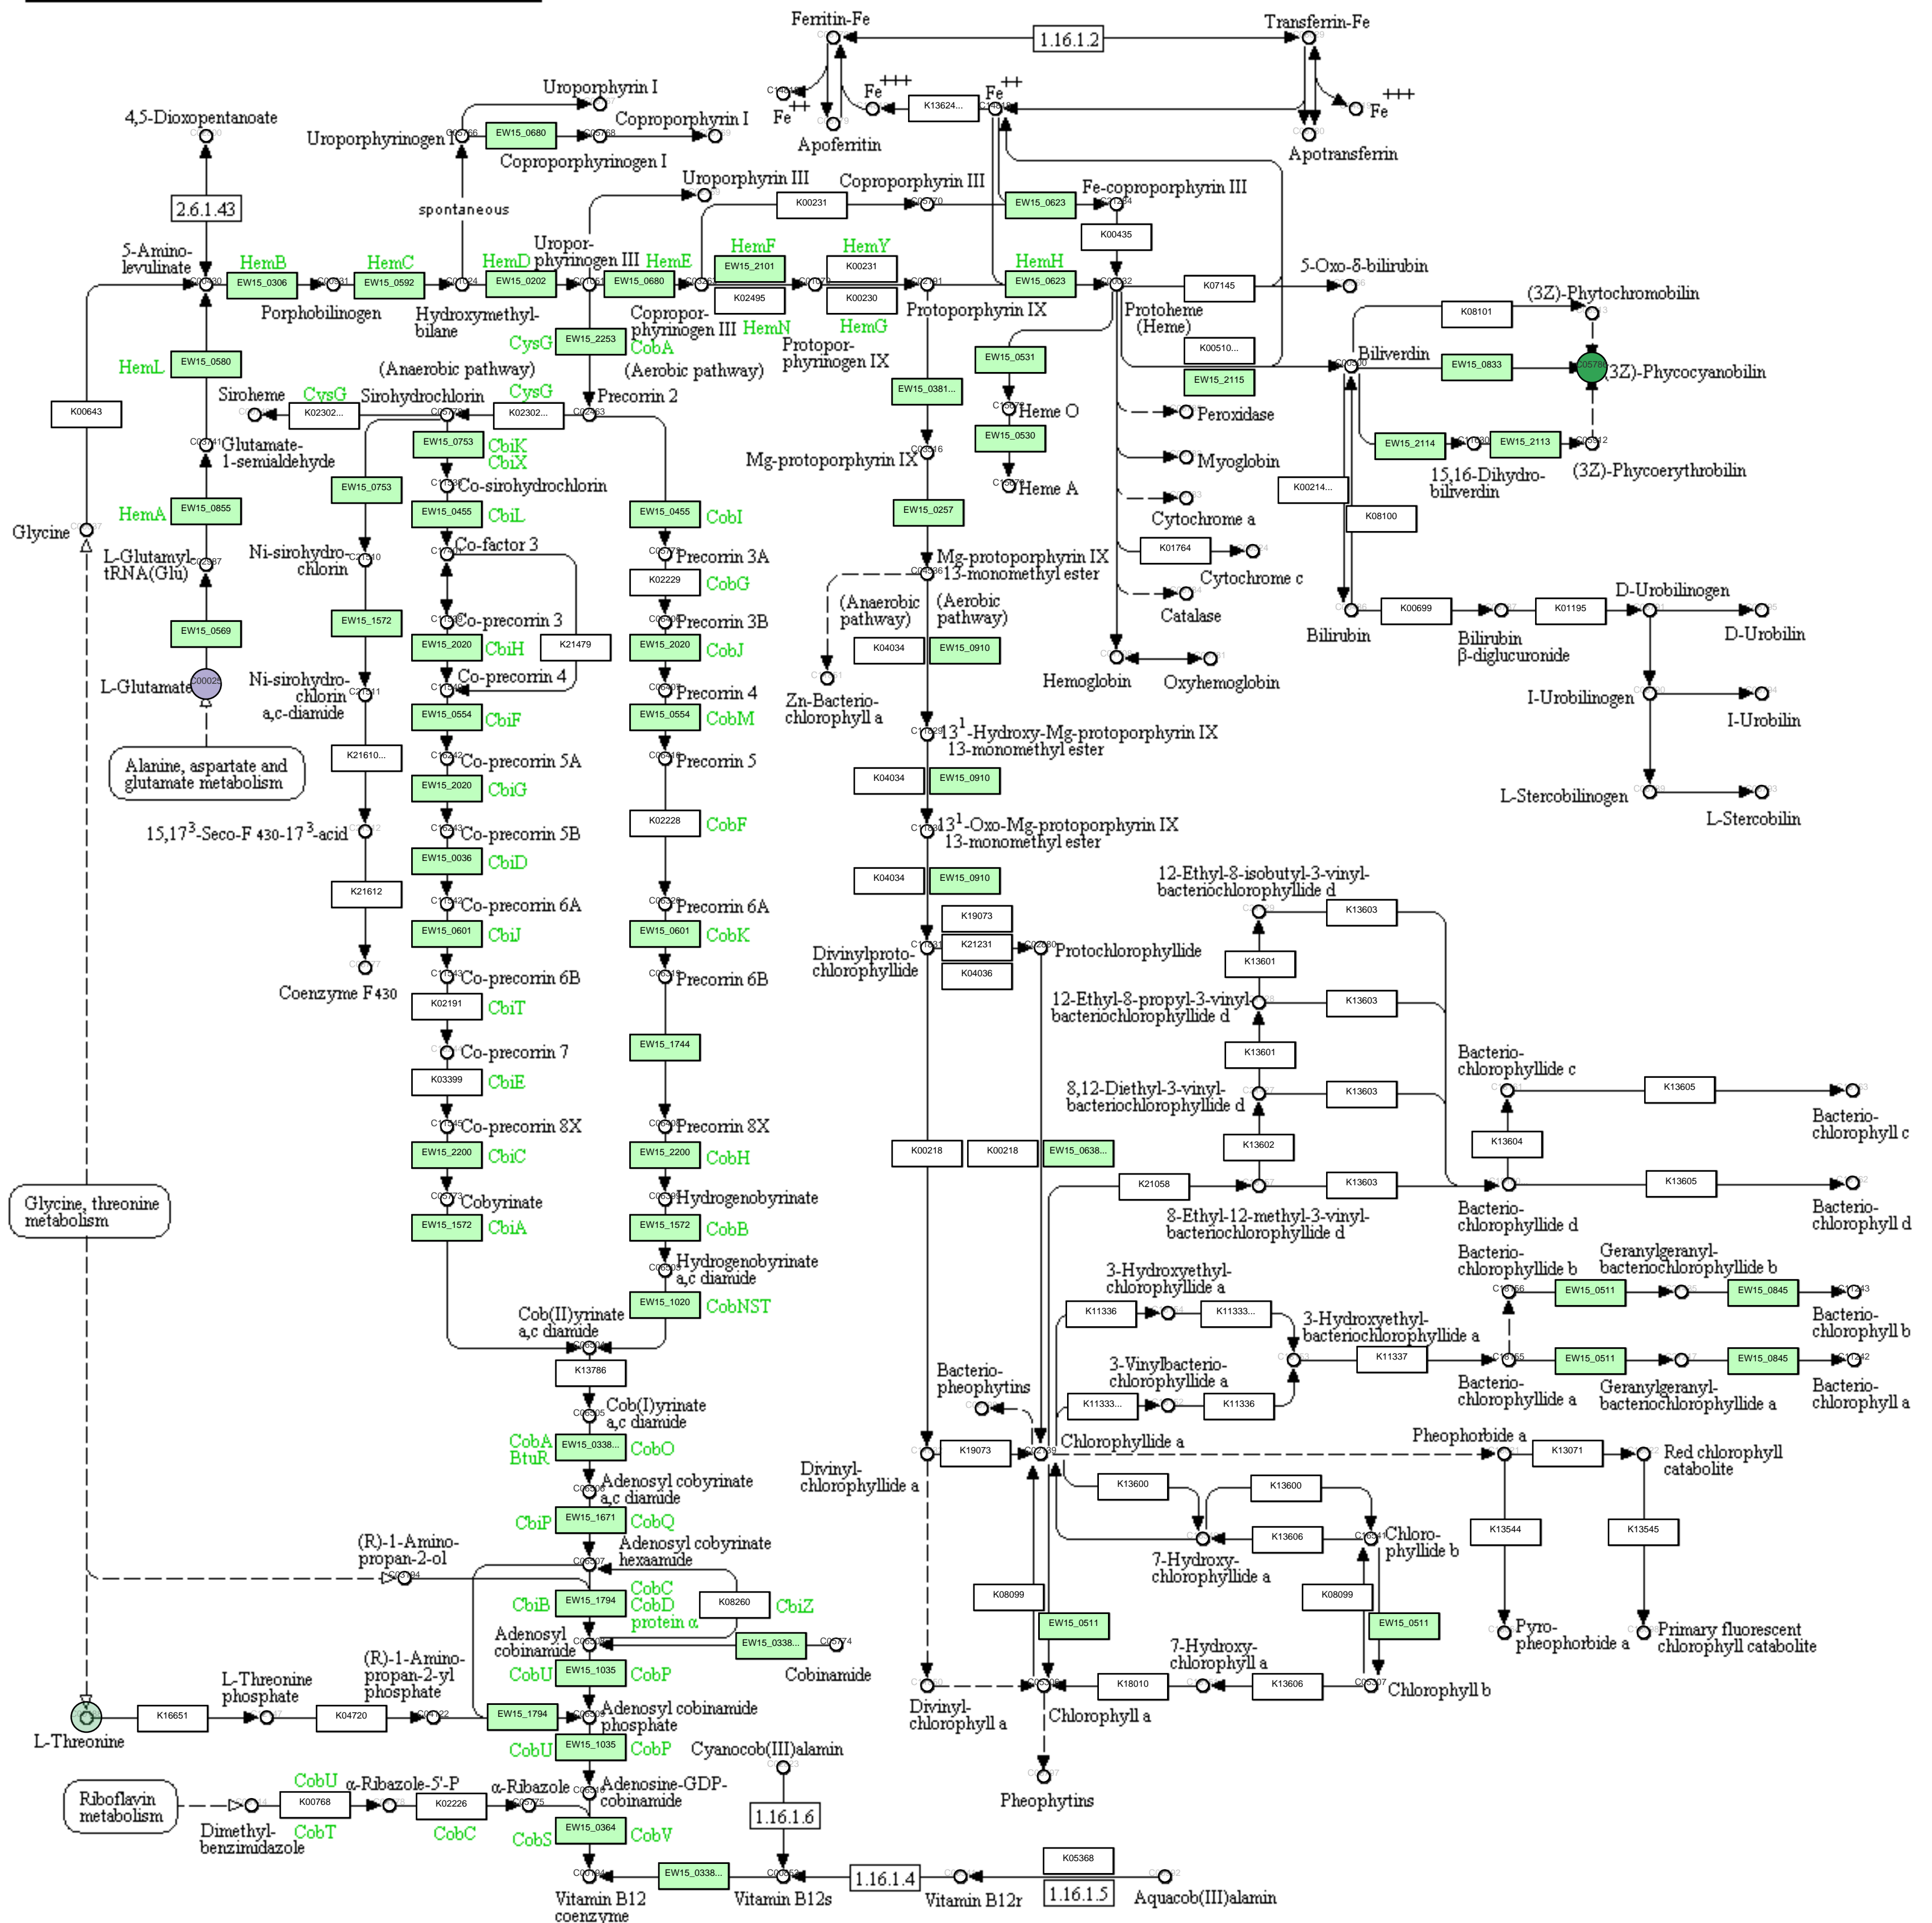 Ferritin-Fe
1.16.1.2
Transferrin-Fe
Fe
++
Fe
+++
K13624...
Fe
++
Fe
+++
Apoferritin
Apotransferrin
Uroporphyrin I
4,5-Dioxopentanoate
Uroporphyrinogen I
EW15_0680
Coproporphyrin I
Coproporphyrinogen I
2.6.1.43
spontaneous
Uroporphyrin III
Coproporphyrin III
Fe-coproporphyrin III
K00231
EW15_0623
K00435
5-Amino-
levulinate
HemB
HemC
HemD
Uropor-
phyrinogen III
HemE
HemF
HemY
HemH
EW15_0306
EW15_0592
EW15_0202
EW15_0680
EW15_2101
K00231
EW15_0623
K02495
K00230
K07145
5-Oxo-δ-bilirubin
Porphobilinogen
Hydroxymethyl-
bilane
Copropor-
phyrinogen III
HemN
HemG
Protopor-
phyrinogen IX
Protoporphyrin IX
Protoheme
(Heme)
(3Z)-Phytochromobilin
K08101
HemL
EW15_0580
CysG
EW15_2253
CobA
(Anaerobic pathway)
(Aerobic pathway)
EW15_0531
K00510...
EW15_2115
Biliverdin
EW15_0833
C05786
(3Z)-Phycocyanobilin
K00643
Siroheme
CysG
K02302...
Sirohydrochlorin
CysG
K02302...
Precorrin 2
EW15_0381...
Heme O
Peroxidase
Glutamate-
1-semialdehyde
EW15_0753
CbiK
CbiX
Mg-protoporphyrin IX
EW15_0530
Heme A
Myoglobin
EW15_2114
EW15_2113
15,16-Dihydro-
biliverdin
(3Z)-Phycoerythrobilin
HemA
EW15_0855
EW15_0753
Co-sirohydrochlorin
EW15_0455
CbiL
EW15_0455
CobI
EW15_0257
Cytochrome a
K00214...
K08100
Glycine
L-Glutamyl-
tRNA(Glu)
Ni-sirohydro-
chlorin
Co-factor 3
Precorrin 3A
Mg-protoporphyrin IX
13-monomethyl ester
K01764
Cytochrome c
K02229
CobG
(Anaerobic
pathway)
(Aerobic
pathway)
Catalase
EW15_0569
EW15_1572
Co-precorrin 3
Precorrin 3B
EW15_2020
CbiH
K21479
EW15_2020
CobJ
K04034
EW15_0910
Bilirubin
K00699
Bilirubin
β-diglucuronide
K01195
D-Urobilinogen
D-Urobilin
L-Glutamate
C00025
Ni-sirohydro-
chlorin
a,c-diamide
Co-precorrin 4
Precorrin 4
Zn-Bacterio-
chlorophyll a
Hemoglobin
Oxyhemoglobin
I-Urobilinogen
I-Urobilin
EW15_0554
CbiF
EW15_0554
CobM
13¹-Hydroxy-Mg-protoporphyrin IX
13-monomethyl ester
Alanine, aspartate and
glutamate metabolism
K21610...
Co-precorrin 5A
Precorrin 5
EW15_2020
CbiG
K04034
EW15_0910
L-Stercobilinogen
L-Stercobilin
15,17³-Seco-F 430-17³-acid
Co-precorrin 5B
K02228
CobF
13¹-Oxo-Mg-protoporphyrin IX
13-monomethyl ester
EW15_0036
CbiD
K21612
K04034
EW15_0910
12-Ethyl-8-isobutyl-3-vinyl-
bacteriochlorophyllide d
Co-precorrin 6A
Precorrin 6A
K13603
EW15_0601
CbiJ
EW15_0601
CobK
K19073
K21231
K04036
Divinylproto-
chlorophyllide
Protochlorophyllide
K13601
Coenzyme F430
Co-precorrin 6B
Precorrin 6B
12-Ethyl-8-propyl-3-vinyl-
bacteriochlorophyllide d
K13603
K02191
CbiT
EW15_1744
K13601
Co-precorrin 7
K03399
CbiE
8,12-Diethyl-3-vinyl-
bacteriochlorophyllide d
K13603
Bacterio-
chlorophyllide c
K13605
Bacterio-
chlorophyll c
Co-precorrin 8X
Precorrin 8X
EW15_2200
CbiC
EW15_2200
CobH
K00218
K00218
EW15_0638...
K13602
K13604
Glycine, threonine
metabolism
Cobyrinate
Hydrogenobyrinate
K21058
8-Ethyl-12-methyl-3-vinyl-
bacteriochlorophyllide d
K13603
Bacterio-
chlorophyllide d
K13605
Bacterio-
chlorophyll d
EW15_1572
CbiA
EW15_1572
CobB
Hydrogenobyrinate
a,c diamide
EW15_1020
CobNST
Bacterio-
chlorophyllide b
Geranylgeranyl-
bacteriochlorophyllide b
EW15_0511
EW15_0845
Bacterio-
chlorophyll b
3-Hydroxyethyl-
chlorophyllide a
K11336
K11333...
3-Hydroxyethyl-
bacteriochlorophyllide a
K11337
Cob(II)yrinate
a,c diamide
K13786
Bacterio-
pheophytins
3-Vinylbacterio-
chlorophyllide a
K11333...
K11336
Bacterio-
chlorophyllide a
EW15_0511
Geranylgeranyl-
bacteriochlorophyllide a
EW15_0845
Bacterio-
chlorophyll a
Cob(I)yrinate
a,c diamide
CobA
BtuR
EW15_0338...
CobO
Divinyl-
chlorophyllide a
K19073
Chlorophyllide a
Pheophorbide a
K13071
Red chlorophyll
catabolite
Adenosyl cobyrinate
a,c diamide
K13600
K13600
CbiP
EW15_1671
CobQ
K13606
7-Hydroxy-
chlorophyllide a
Chloro-
phyllide b
K13544
K13545
(R)-1-Amino-
propan-2-ol
Adenosyl cobyrinate
hexaamide
CbiB
EW15_1794
CobC
CobD
protein α
K08260
CbiZ
K08099
EW15_0511
K08099
EW15_0511
Pyro-
pheophorbide a
Primary fluorescent
chlorophyll catabolite
Adenosyl
cobinamide
EW15_0338...
Cobinamide
CobU
EW15_1035
CobP
7-Hydroxy-
chlorophyll a
K18010
K13606
Chlorophyll b
L-Threonine
K16651
L-Threonine
phosphate
K04720
(R)-1-Amino-
propan-2-yl
phosphate
EW15_1794
Adenosyl cobinamide
phosphate
Divinyl-
chlorophyll a
Chlorophyll a
CobU
EW15_1035
CobP
Cyanocob(III)alamin
Pheophytins
Riboflavin
metabolism
Dimethyl-
benzimidazole
CobU
K00768
CobT
α-Ribazole-5'-P
K02226
CobC
α-Ribazole
Adenosine-GDP-
cobinamide
1.16.1.6
CobS
EW15_0364
CobV
Vitamin B12
coenzyme
EW15_0338...
Vitamin B12s
1.16.1.4
Vitamin B12r
K05368
1.16.1.5
Aquacob(III)alamin